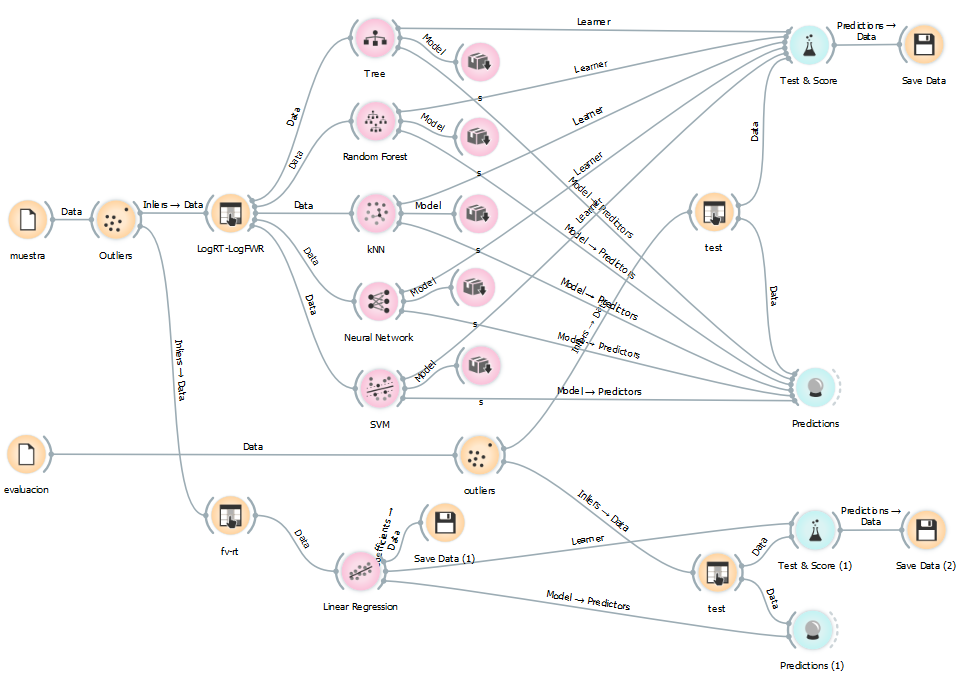 Learner
Predictions →
Data
Model
Tree
Test & Score
Save Data
s
Data
Learner
Model
Learner
Data
Random Forest
Data
Learner
s
Model → Predictors
Data
Inliers → Data
Data
Model
Learner
muestra
Outliers
LogRT-LogFWR
kNN
s
test
Model → Predictors
Data
Data
Model
Model → Predictors
Data
Inliers → Data
s
Neural Network
Model → Predictors
Inliers → Data
Model
s
Model → Predictors
SVM
Predictions
Data
evaluacion
outliers
Inliers → Data
Predictions →
Data
Data
Data
Learner
Data
fv-rt
Save Data (1)
Test & Score (1)
Save Data (2)
Linear Regression
Model → Predictors
test
Data
Predictions (1)